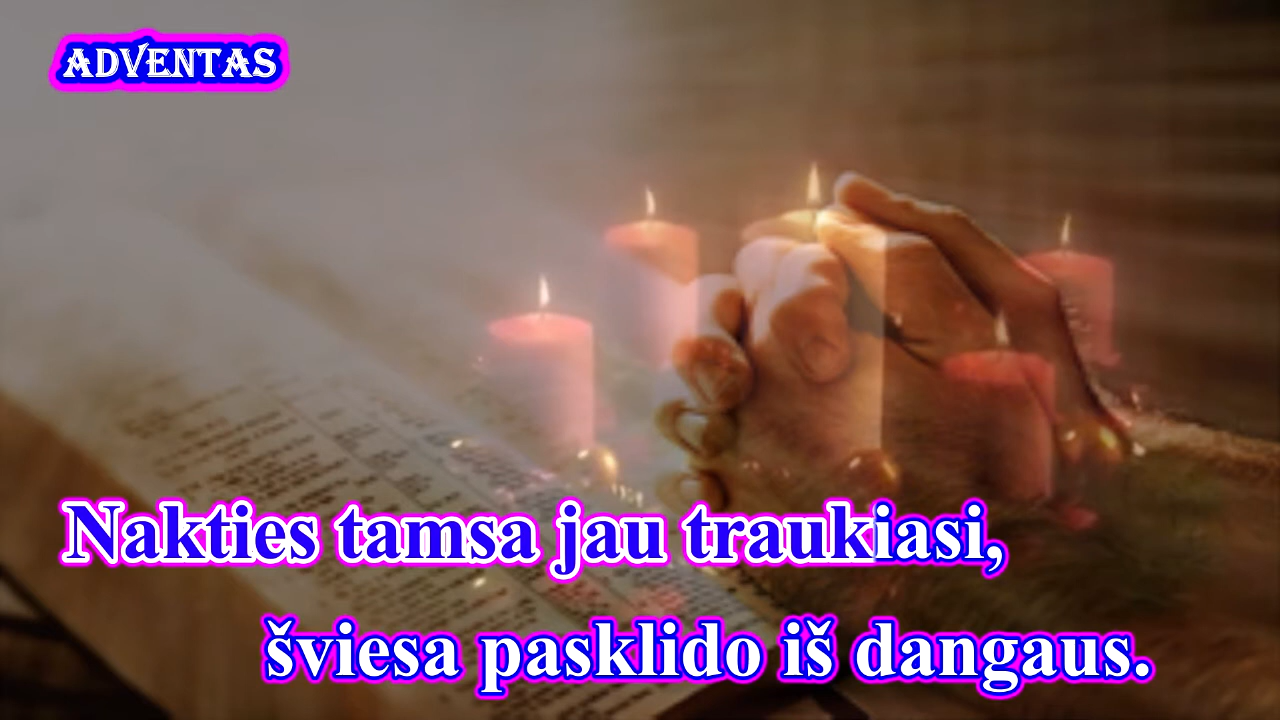 ADVENTAS
Nakties tamsa jau traukiasi,
šviesa pasklido iš dangaus.